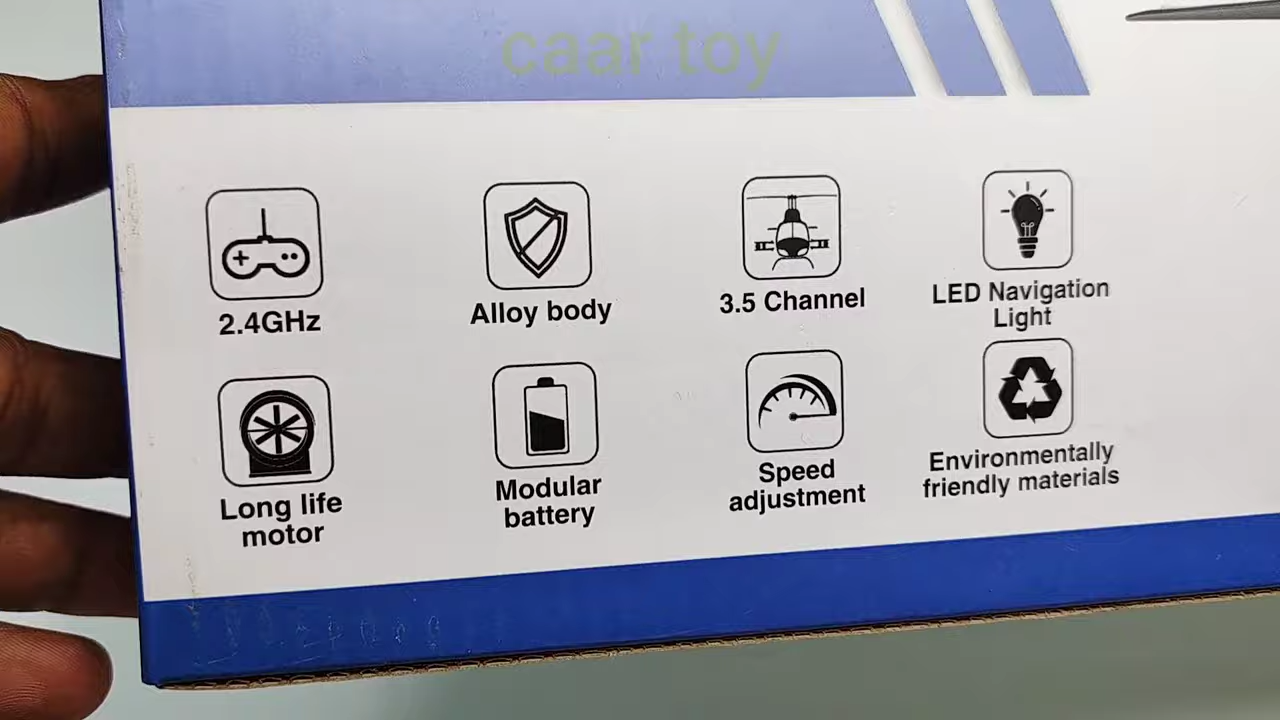 caar toy
2.4GHz
Alloy body
3.5 Channel
LED Navigation
Light
Long life
motor
Modular
battery
Speed
adjustment
Environmentally
friendly materials